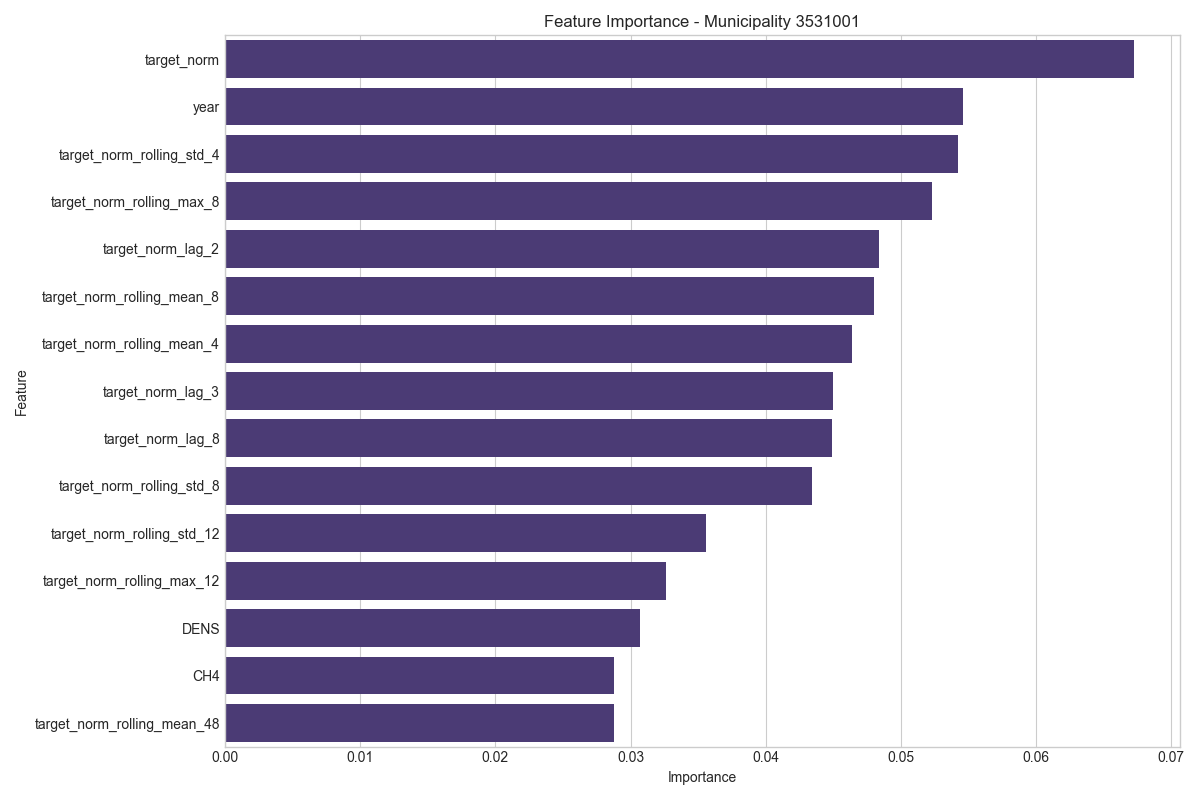 Feature Importance - Municipality 3531001
target_norm
year
target_norm_rolling_std_4
target_norm_rolling_max_8
target_norm_lag_2
target_norm_rolling_mean_8
target_norm_rolling_mean_4
target_norm_lag_3
target_norm_lag_8
target_norm_rolling_std_8
target_norm_rolling_std_12
target_norm_rolling_max_12
DENS
CH4
target_norm_rolling_mean_48
Feature
0.00 0.01 0.02 0.03 0.04 0.05 0.06 0.07
Importance